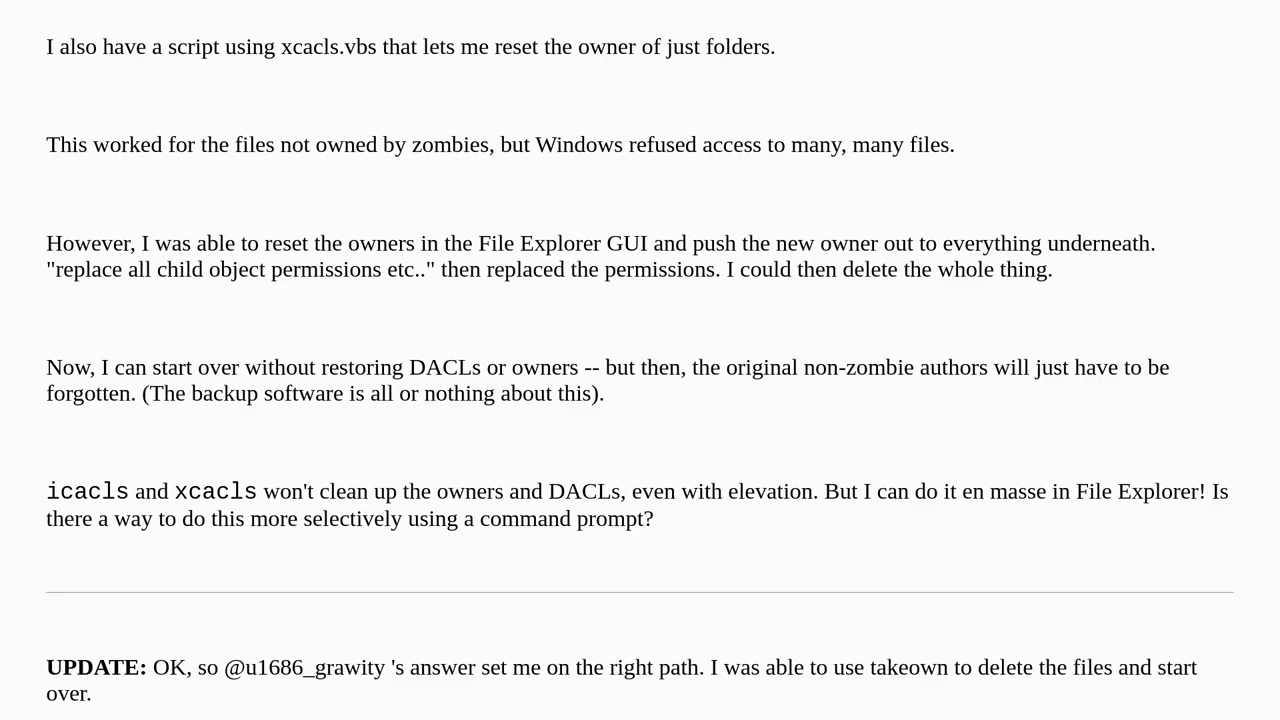 I also have a script using xcacls.vbs that lets me reset the owner of just folders.
This worked for the files not owned by zombies, but Windows refused access to many, many files.
However, I was able to reset the owners in the File Explorer GUI and push the new owner out to everything underneath.
"replace all child object permissions etc.." then replaced the permissions. I could then delete the whole thing.
Now, I can start over without restoring DACLs or owners -- but then, the original non-zombie authors will just have to be
forgotten. (The backup software is all or nothing about this).
icacls and xcacls won't clean up the owners and DACLs, even with elevation. But I can do it en masse in File Explorer! Is
there a way to do this more selectively using a command prompt?
UPDATE: OK, so @u1686_grawity 's answer set me on the right path. I was able to use takeown to delete the files and start
over.